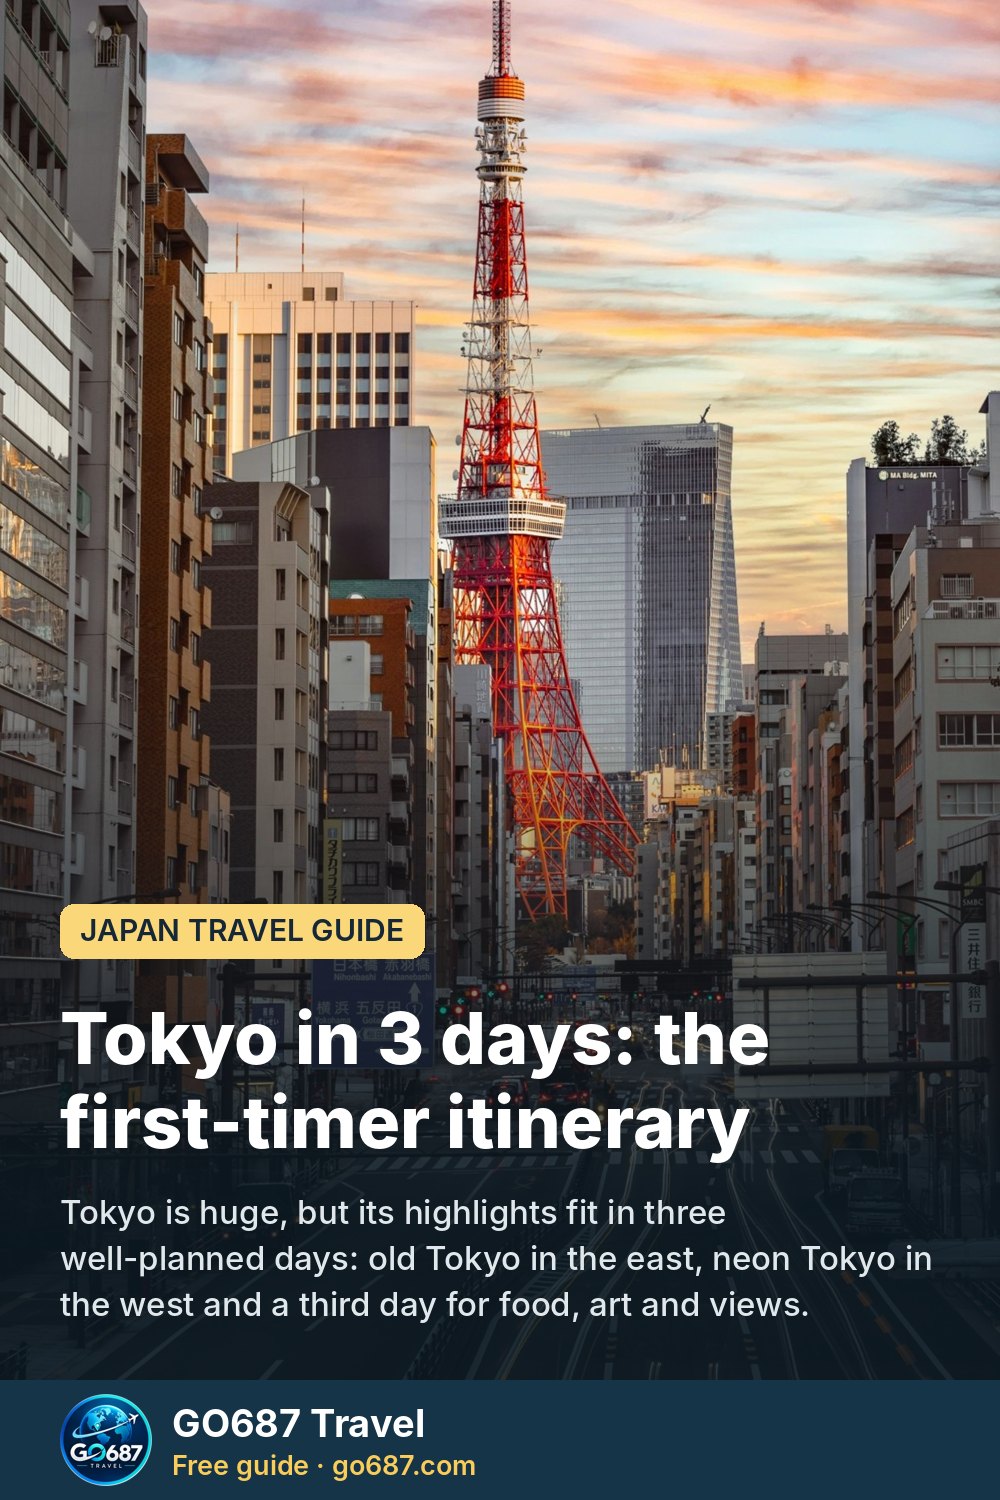 MA Bldg. MITA
SMBC
三井住友銀行
JAPAN TRAVEL GUIDE
日本橋 赤羽橋
Nihonbashi Akabanebashi
横浜 五反田
Tokyo in 3 days: the
first-timer itinerary
Tokyo is huge, but its highlights fit in three
well-planned days: old Tokyo in the east, neon Tokyo in
the west and a third day for food, art and views.
GO687
TRAVEL
GO687 Travel
Free guide · go687.com